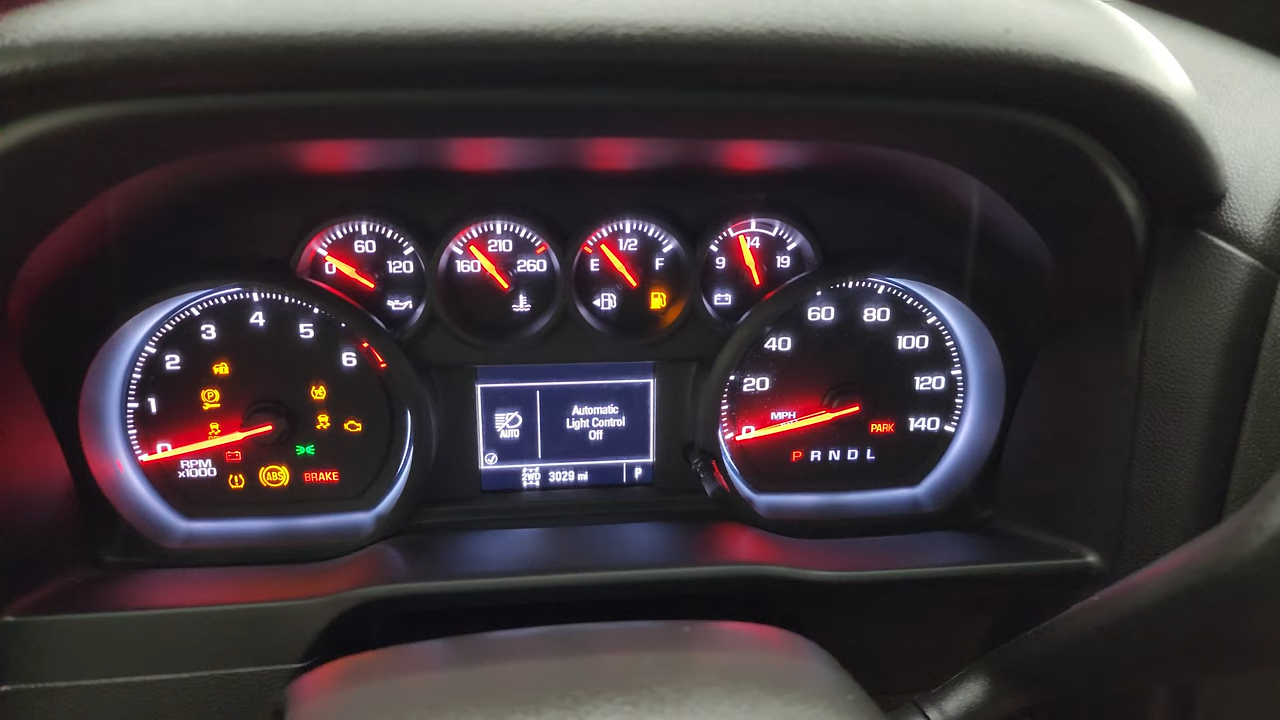 60
0 120
210
160 260
1/2
E F
14
9 19
4
3 5
2 6
1
0
RPM
x1000
P
ABS
BRAKE
AUTO
Automatic
Light Control
Off
2WD 3029 mi P
60 80
40 100
20 120
0 140
MPH
PARK
P R N D L